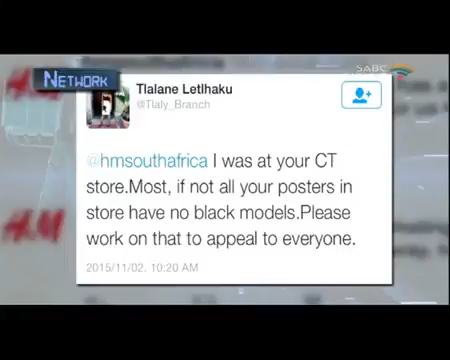 NETWORK
SABC
H&M
Tlalane Letlhaku
@Tlaly_Branch
@hmsouthafrica I was at your CT
store.Most, if not all your posters in
store have no black models.Please
work on that to appeal to everyone.
2015/11/02, 10:20 AM
H&M